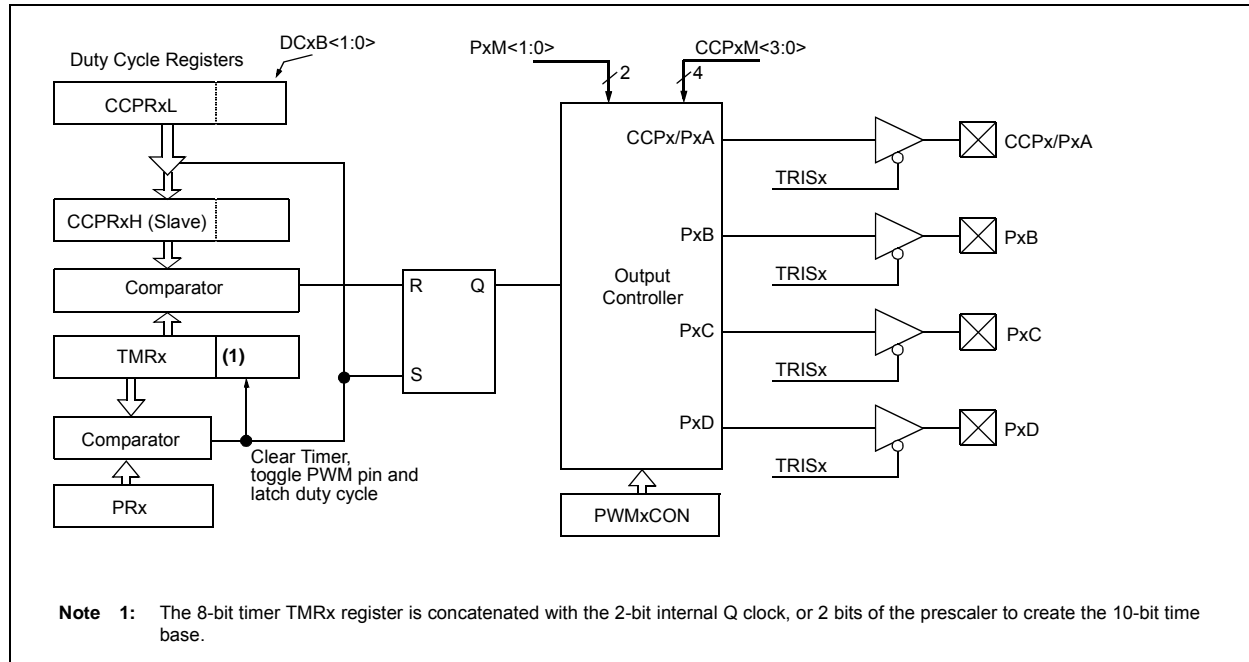 DCxB<1:0>
Duty Cycle Registers
CCPRxL
CCPRxH (Slave)
Comparator
TMRx
(1)
Comparator
PRx
Clear Timer,
toggle PWM pin and
latch duty cycle
R
Q
S
PxM<1:0>
2
CCPxM<3:0>
4
CCPx/PxA
PxB
Output
Controller
PxC
PxD
PWMxCON
TRISx
CCPx/PxA
TRISx
PxB
TRISx
PxC
TRISx
PxD
Note 1: The 8-bit timer TMRx register is concatenated with the 2-bit internal Q clock, or 2 bits of the prescaler to create the 10-bit time
base.